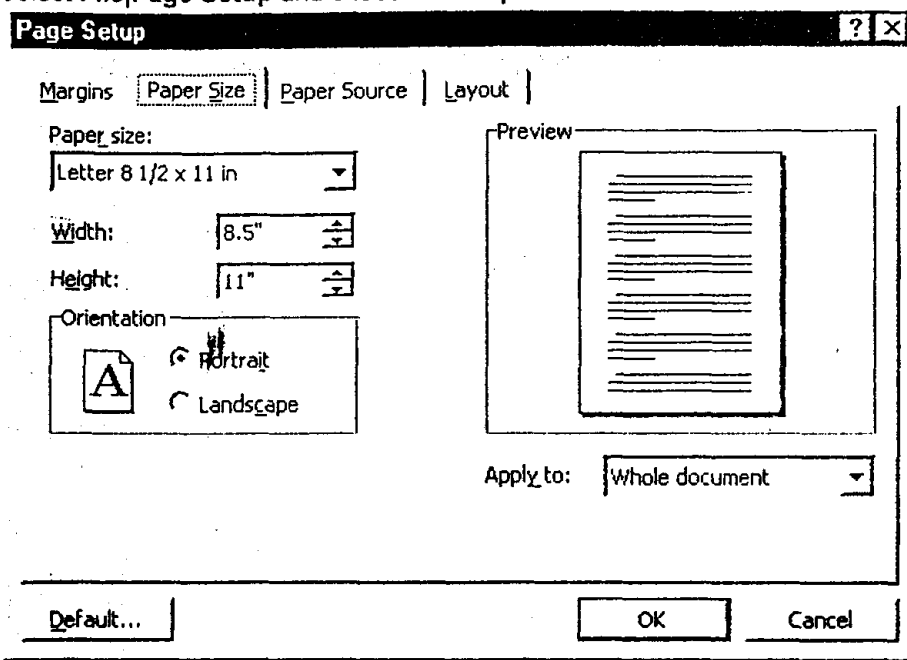 Page Setup
Margins Paper Size Paper Source Layout
Paper size:
Letter 8 1/2 x 11 in
Width: 8.5"
Height: 11"
Orientation
A
Portrait
Landscape
Preview
Apply to: Whole document
Default... OK Cancel